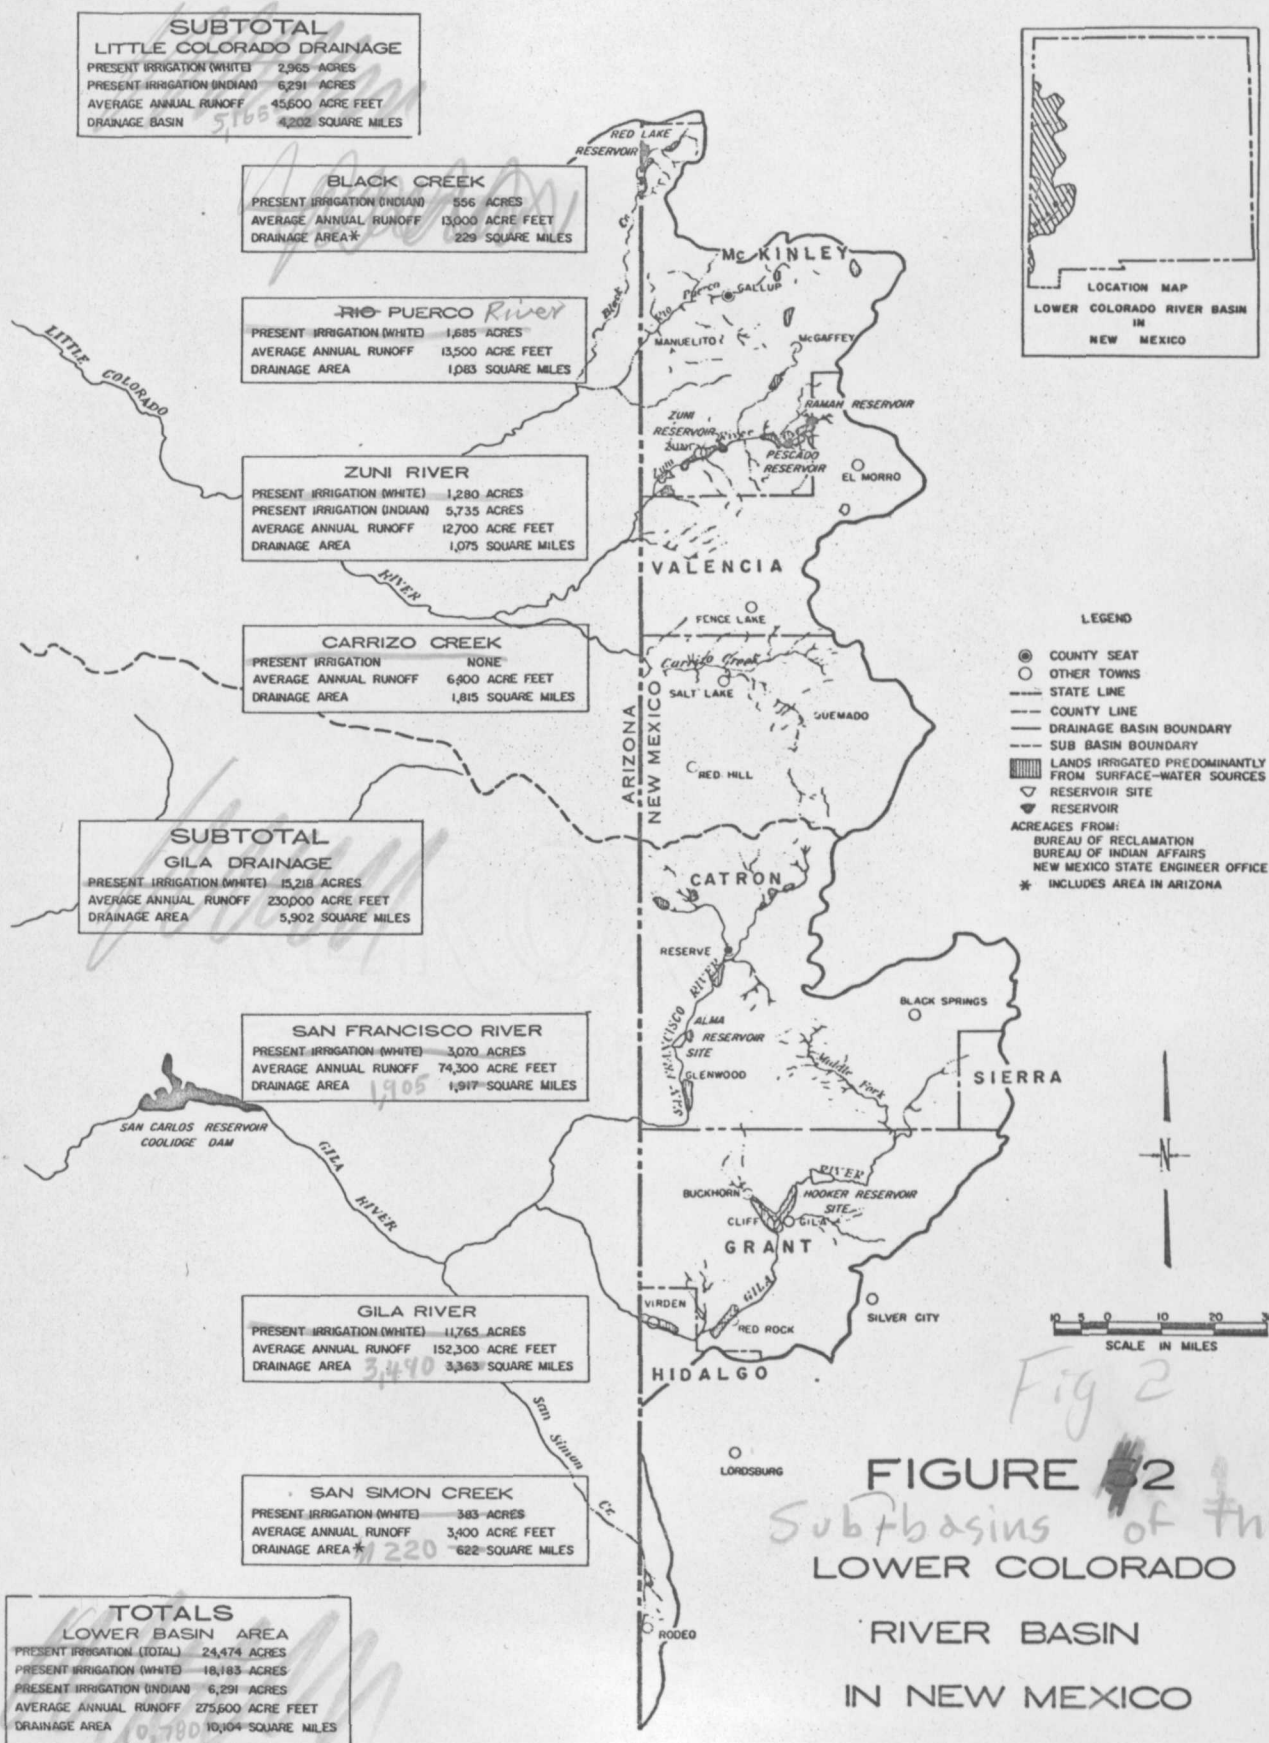 SUBTOTAL
LITTLE COLORADO DRAINAGE
PRESENT IRRIGATION (WHITE) 2,965 ACRES
PRESENT IRRIGATION (INDIAN) 6,291 ACRES
AVERAGE ANNUAL RUNOFF 45,600 ACRE FEET
DRAINAGE BASIN 5,165 4,202 SQUARE MILES
BLACK CREEK
PRESENT IRRIGATION (INDIAN) 556 ACRES
AVERAGE ANNUAL RUNOFF 13,000 ACRE FEET
DRAINAGE AREA* 229 SQUARE MILES
RIO PUERCO River
PRESENT IRRIGATION (WHITE) 1,685 ACRES
AVERAGE ANNUAL RUNOFF 13,500 ACRE FEET
DRAINAGE AREA 1,083 SQUARE MILES
ZUNI RIVER
PRESENT IRRIGATION (WHITE) 1,280 ACRES
PRESENT IRRIGATION (INDIAN) 5,735 ACRES
AVERAGE ANNUAL RUNOFF 12,700 ACRE FEET
DRAINAGE AREA 1,075 SQUARE MILES
CARRIZO CREEK
PRESENT IRRIGATION NONE
AVERAGE ANNUAL RUNOFF 6,400 ACRE FEET
DRAINAGE AREA 1,815 SQUARE MILES
SUBTOTAL
GILA DRAINAGE
PRESENT IRRIGATION (WHITE) 15,218 ACRES
AVERAGE ANNUAL RUNOFF 230,000 ACRE FEET
DRAINAGE AREA 5,902 SQUARE MILES
SAN FRANCISCO RIVER
PRESENT IRRIGATION (WHITE) 3,070 ACRES
AVERAGE ANNUAL RUNOFF 74,300 ACRE FEET
DRAINAGE AREA 1,905 1,917 SQUARE MILES
GILA RIVER
PRESENT IRRIGATION (WHITE) 11,765 ACRES
AVERAGE ANNUAL RUNOFF 152,300 ACRE FEET
DRAINAGE AREA 3,490 3,363 SQUARE MILES
SAN SIMON CREEK
PRESENT IRRIGATION (WHITE) 383 ACRES
AVERAGE ANNUAL RUNOFF 3,400 ACRE FEET
DRAINAGE AREA* 220 622 SQUARE MILES
TOTALS
LOWER BASIN AREA
PRESENT IRRIGATION (TOTAL) 24,474 ACRES
PRESENT IRRIGATION (WHITE) 18,183 ACRES
PRESENT IRRIGATION (INDIAN) 6,291 ACRES
AVERAGE ANNUAL RUNOFF 275,600 ACRE FEET
DRAINAGE AREA 10,780 10,104 SQUARE MILES
LITTLE
COLORADO
RIVER
SAN CARLOS RESERVOIR
COOLIDGE DAM
GILA
RIVER
San
Simon
Cr.
RED LAKE
RESERVOIR
Black
Cr.
McKINLEY
Rio Puerco
GALLUP
MANUELITO
McGAFFEY
RAMAH RESERVOIR
ZUNI
RESERVOIR
ZUNI
Zuni
River
PESCADO
RESERVOIR
EL MORRO
VALENCIA
FENCE LAKE
Carrizo Creek
SALT LAKE
QUEMADO
RED HILL
ARIZONA
NEW MEXICO
CATRON
RESERVE
SAN FRANCISCO
RIVER
ALMA
RESERVOIR
SITE
GLENWOOD
BLACK SPRINGS
Middle Fork
SIERRA
RIVER
BUCKHORN
HOOKER RESERVOIR
SITE
CLIFF
GILA
GRANT
GILA
VIRDEN
RED ROCK
SILVER CITY
HIDALGO
LORDSBURG
RODEO
LOCATION MAP
LOWER COLORADO RIVER BASIN
IN
NEW MEXICO
LEGEND
COUNTY SEAT
OTHER TOWNS
STATE LINE
COUNTY LINE
DRAINAGE BASIN BOUNDARY
SUB BASIN BOUNDARY
LANDS IRRIGATED PREDOMINANTLY
FROM SURFACE-WATER SOURCES
RESERVOIR SITE
RESERVOIR
ACREAGES FROM:
BUREAU OF RECLAMATION
BUREAU OF INDIAN AFFAIRS
NEW MEXICO STATE ENGINEER OFFICE
* INCLUDES AREA IN ARIZONA
N
10 5 0 10 20
SCALE IN MILES
Fig 2
FIGURE 2
Sub-basins of th
LOWER COLORADO
RIVER BASIN
IN NEW MEXICO